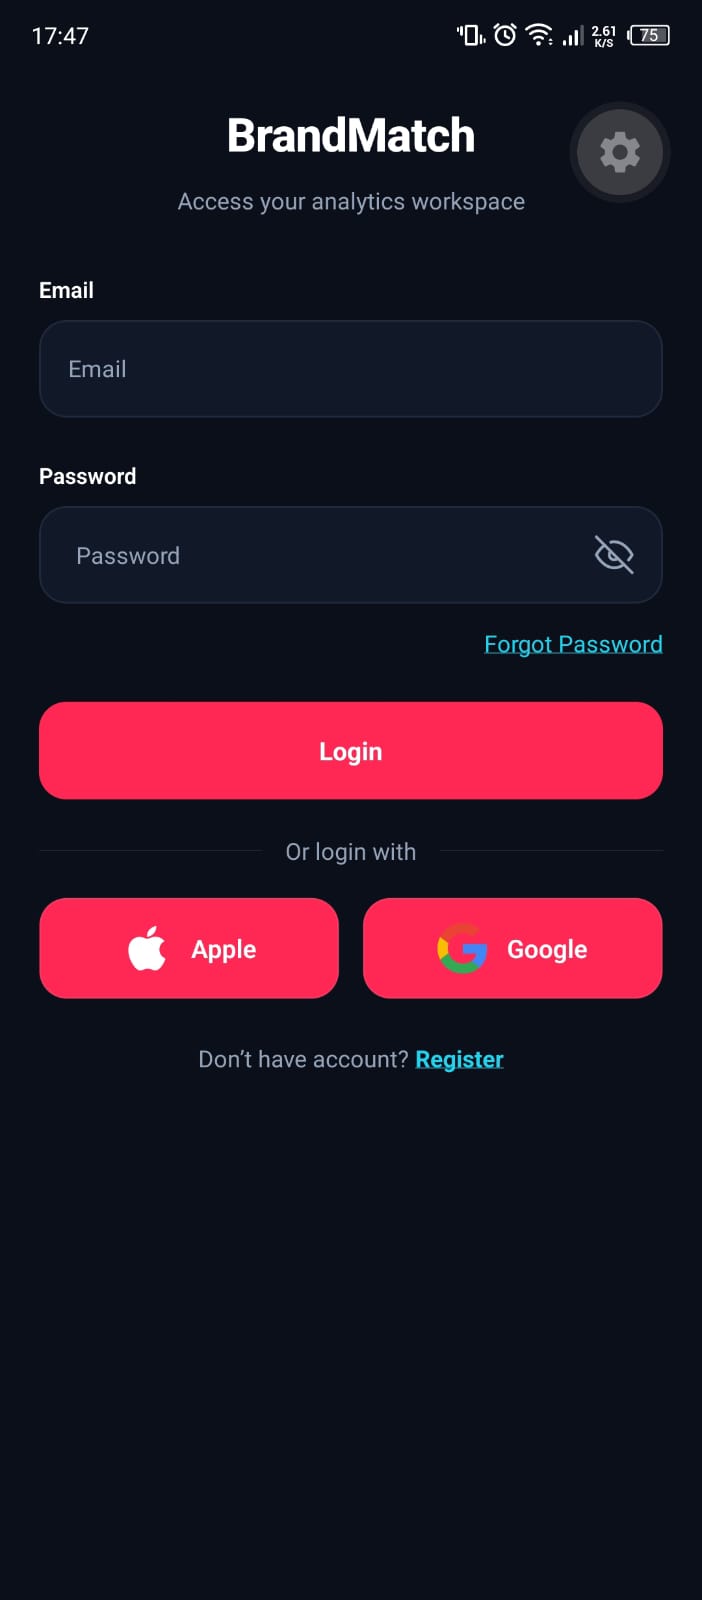 17:47
2.61
K/S
75
BrandMatch
Access your analytics workspace
Email
Email
Password
Password
Forgot Password
Login
Or login with
Apple
Google
Don’t have account? Register